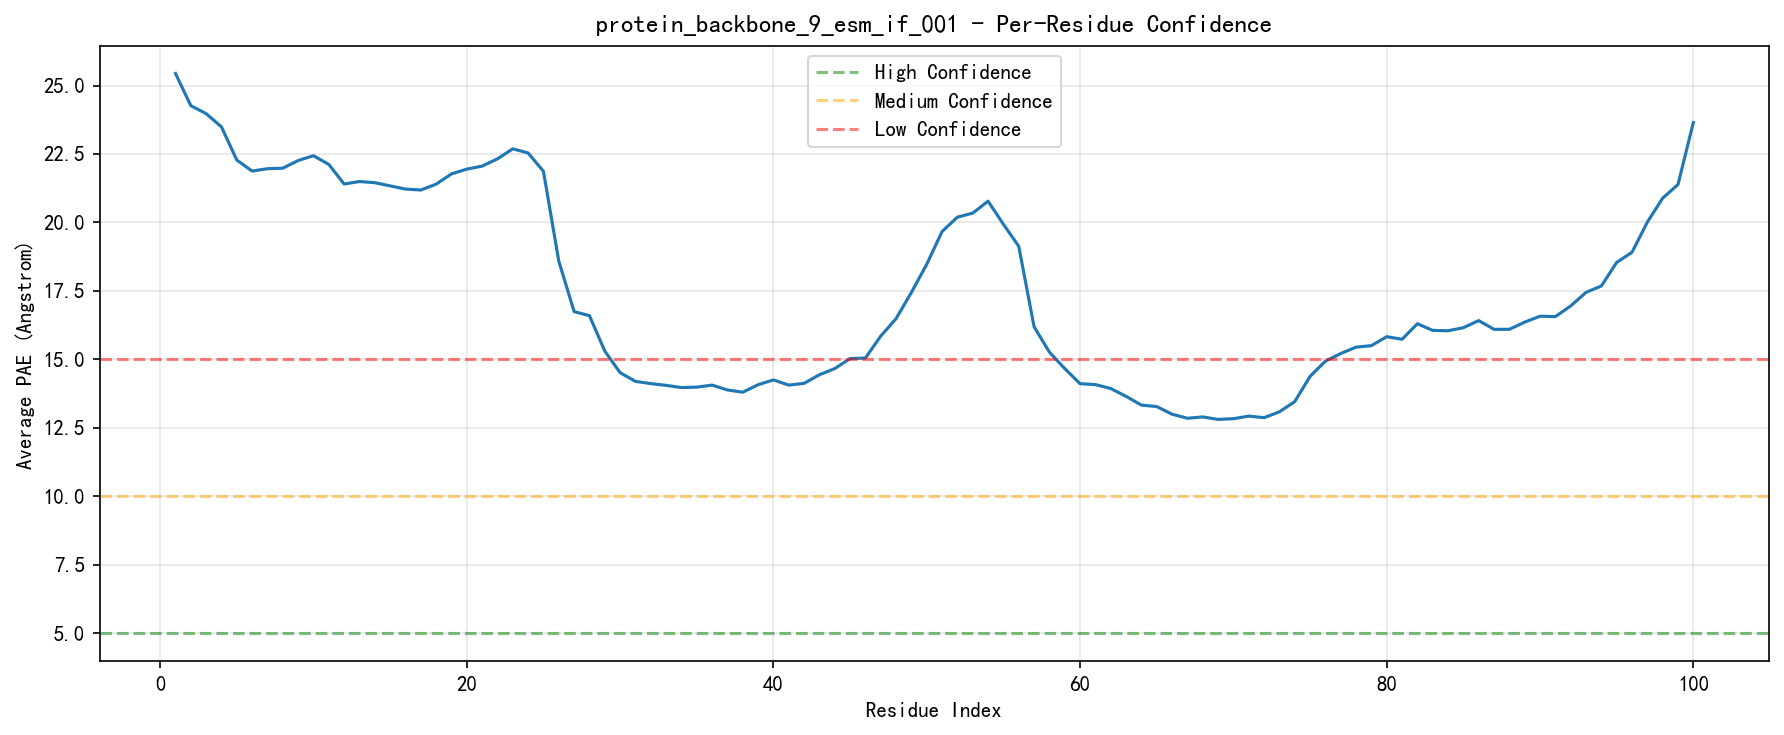 protein_backbone_9_esm_if_001 - Per-Residue Confidence
High Confidence
Medium Confidence
Low Confidence
Average PAE (Angstrom)
25.0
22.5
20.0
17.5
15.0
12.5
10.0
7.5
5.0
0 20 40 60 80 100
Residue Index